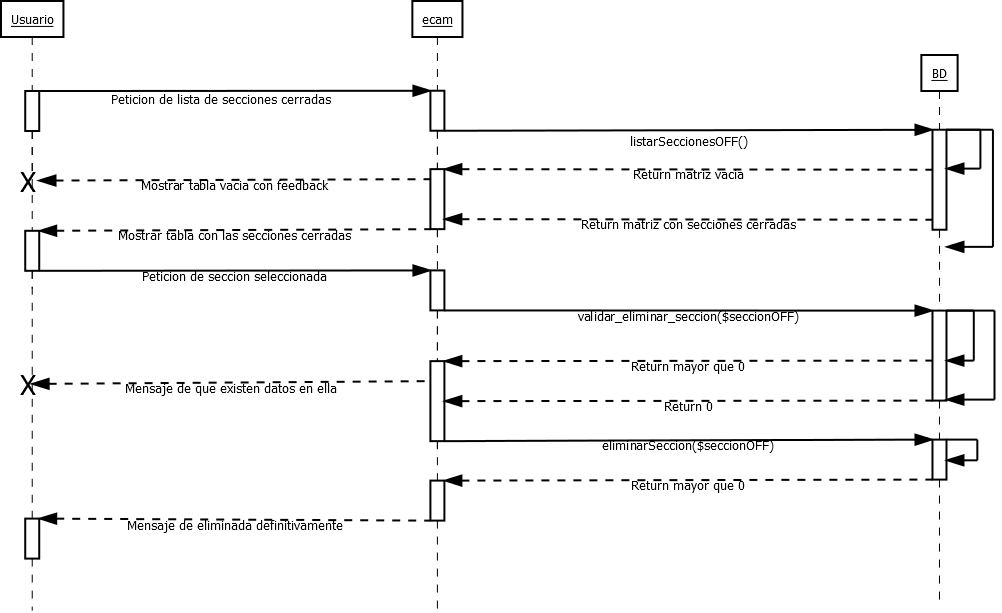 Usuario
ecam
BD
Peticion de lista de secciones cerradas
listarSeccionesOFF()
Return matriz vacia
X
Mostrar tabla vacia con feedback
Return matriz con secciones cerradas
Mostrar tabla con las secciones cerradas
Peticion de seccion seleccionada
validar_eliminar_seccion($seccionOFF)
Return mayor que 0
X
Mensaje de que existen datos en ella
Return 0
eliminarSeccion($seccionOFF)
Return mayor que 0
Mensaje de eliminada definitivamente